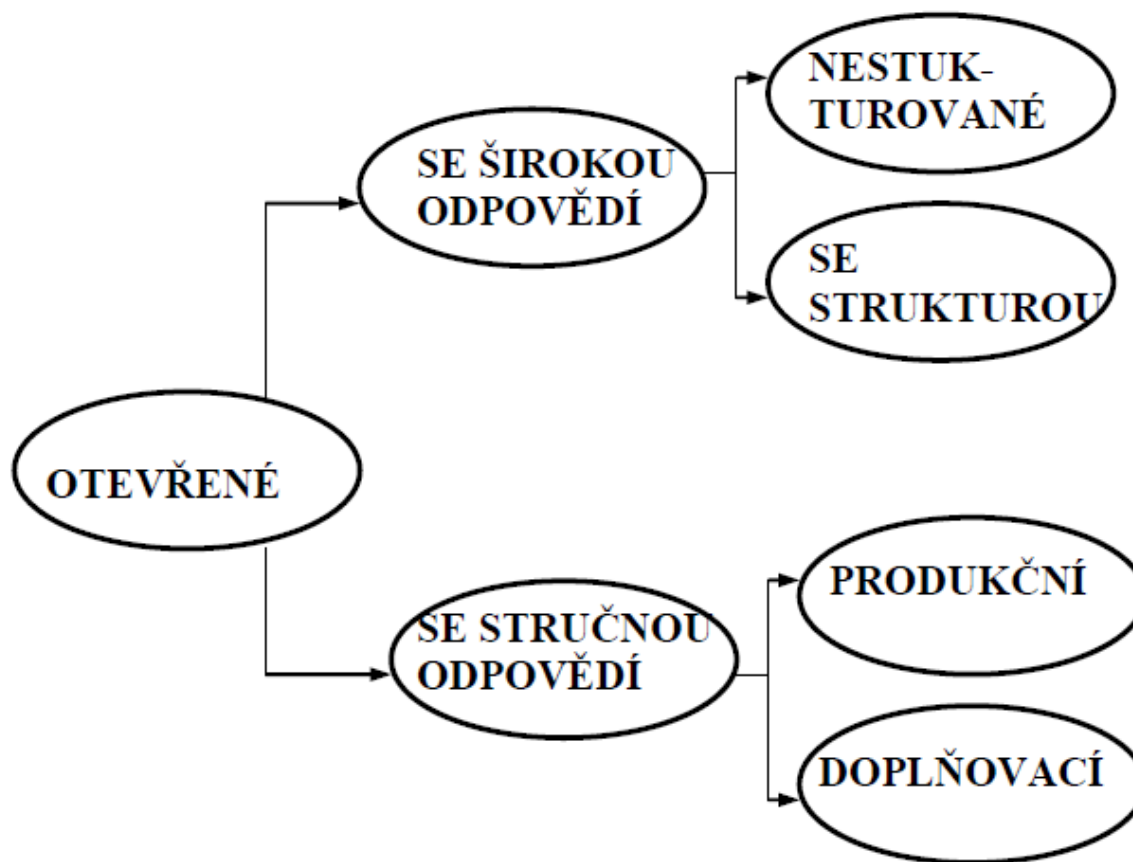 NESTUK-
TUROVANÉ
SE ŠIROKOU
ODPOVĚDÍ
SE
STRUKTUROU
OTEVŘENÉ
PRODUKČNÍ
SE STRUČNOU
ODPOVĚDÍ
DOPLŇOVACÍ